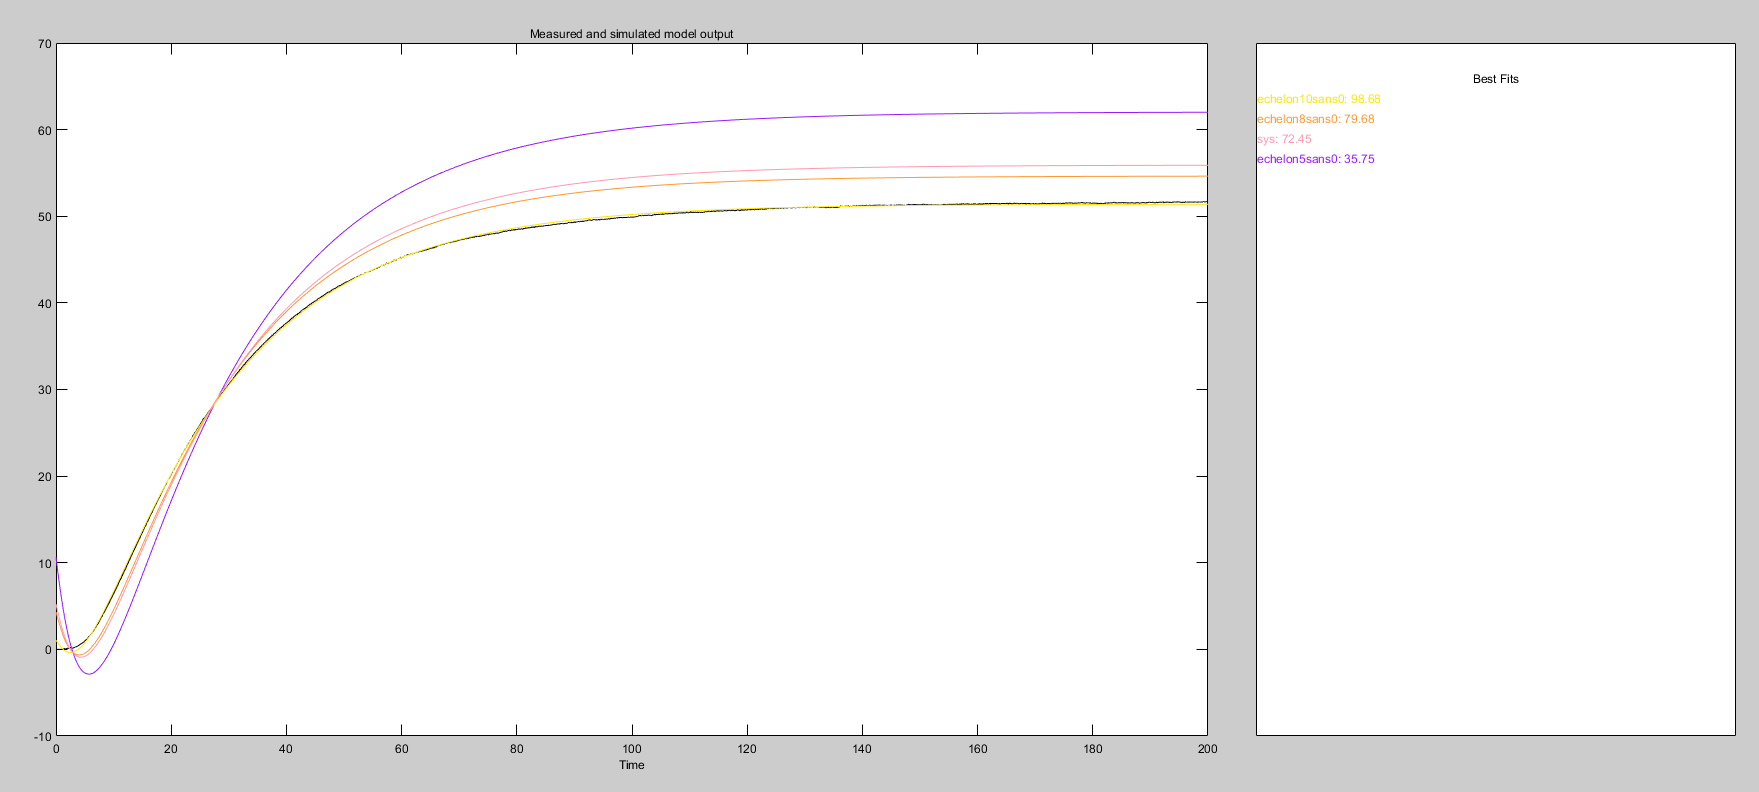 Measured and simulated model output
70
60
50
40
30
20
10
0
-10
0 20 40 60 80 100 120 140 160 180 200
Time
Best Fits
echelon10sans0: 98.68
echelon8sans0: 79.68
sys: 72.45
echelon5sans0: 35.75